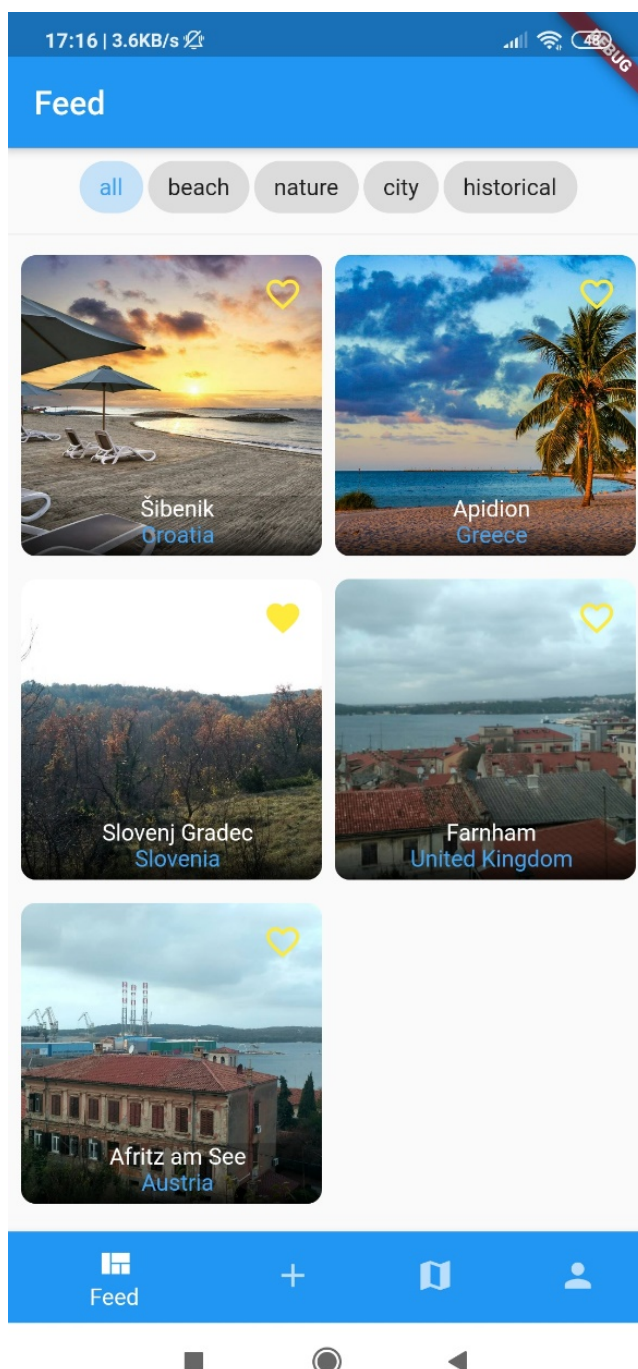 17:16 | 3.6KB/s
48
DEBUG
Feed
all beach nature city historical
Šibenik
Croatia
Apidion
Greece
Slovenj Gradec
Slovenia
Farnham
United Kingdom
Afritz am See
Austria
Feed